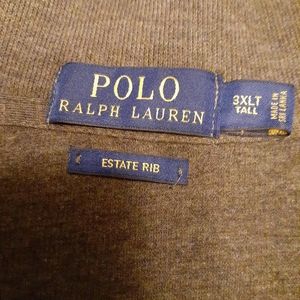 POLO
RALPH LAUREN
3XLT
TALL
MADE IN
SRI LANKA
ESTATE RIB